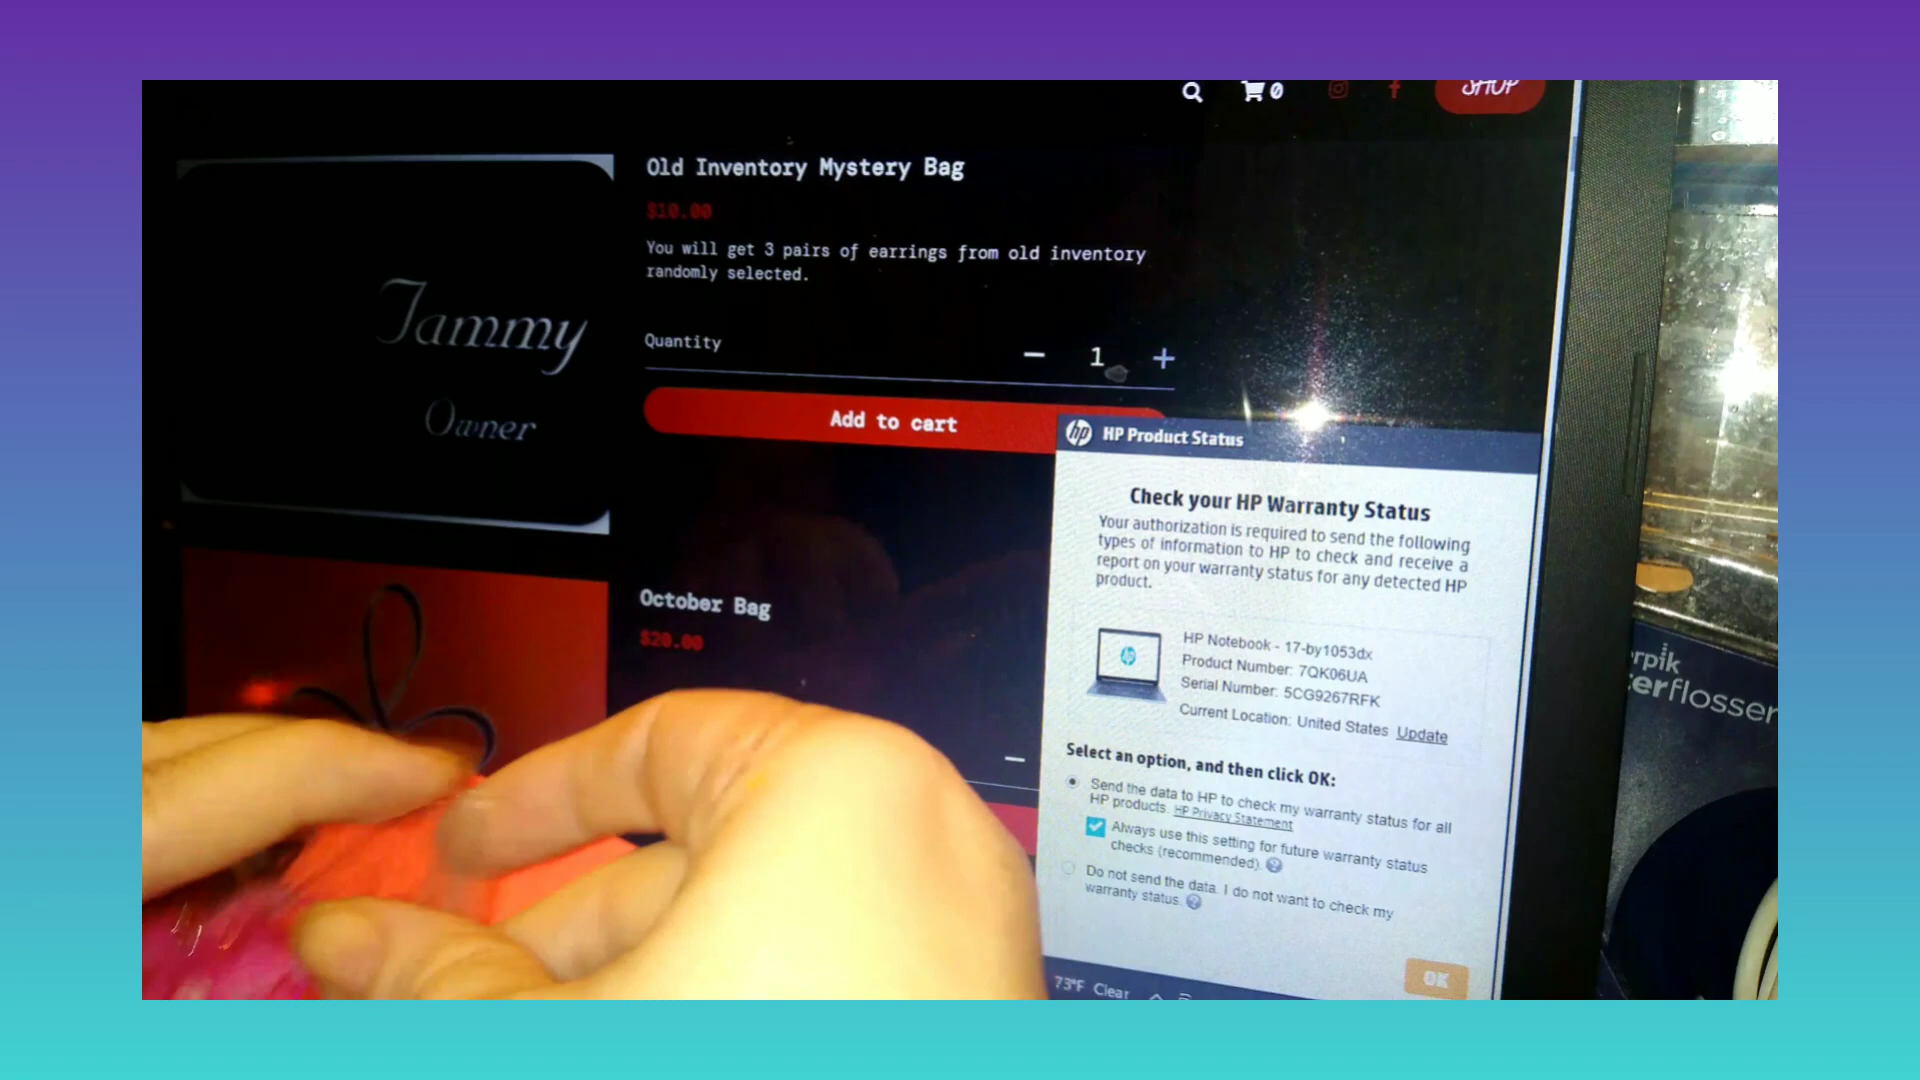 0
SHOP
Old Inventory Mystery Bag
$10.00
You will get 3 pairs of earrings from old inventory
randomly selected.
Quantity
− 1 +
Add to cart
Tammy
Owner
October Bag
$20.00
−
hp HP Product Status
Check your HP Warranty Status
Your authorization is required to send the following
types of information to HP to check and receive a
report on your warranty status for any detected HP
product.
hp
HP Notebook - 17-by1053dx
Product Number: 7QK06UA
Serial Number: 5CG9267RFK
Current Location: United States Update
Select an option, and then click OK:
Send the data to HP to check my warranty status for all
HP products. HP Privacy Statement
Always use this setting for future warranty status
checks (recommended). ?
Do not send the data. I do not want to check my
warranty status. ?
OK
73°F Clear
rpik
erflosser